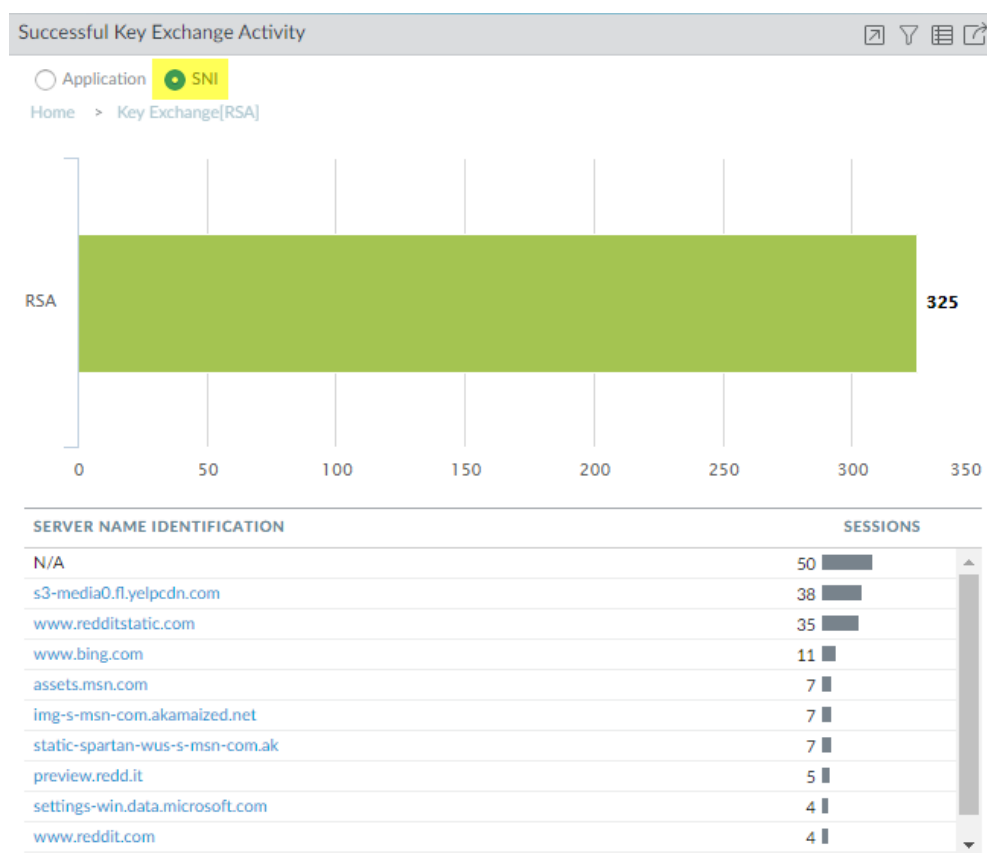 Successful Key Exchange Activity
Application SNI
Home > Key Exchange[RSA]
RSA 325
0 50 100 150 200 250 300 350
SERVER NAME IDENTIFICATION SESSIONS
N/A 50
s3-media0.fl.yelpcdn.com 38
www.redditstatic.com 35
www.bing.com 11
assets.msn.com 7
img-s-msn-com.akamaized.net 7
static-spartan-wus-s-msn-com.ak 7
preview.redd.it 5
settings-win.data.microsoft.com 4
www.reddit.com 4